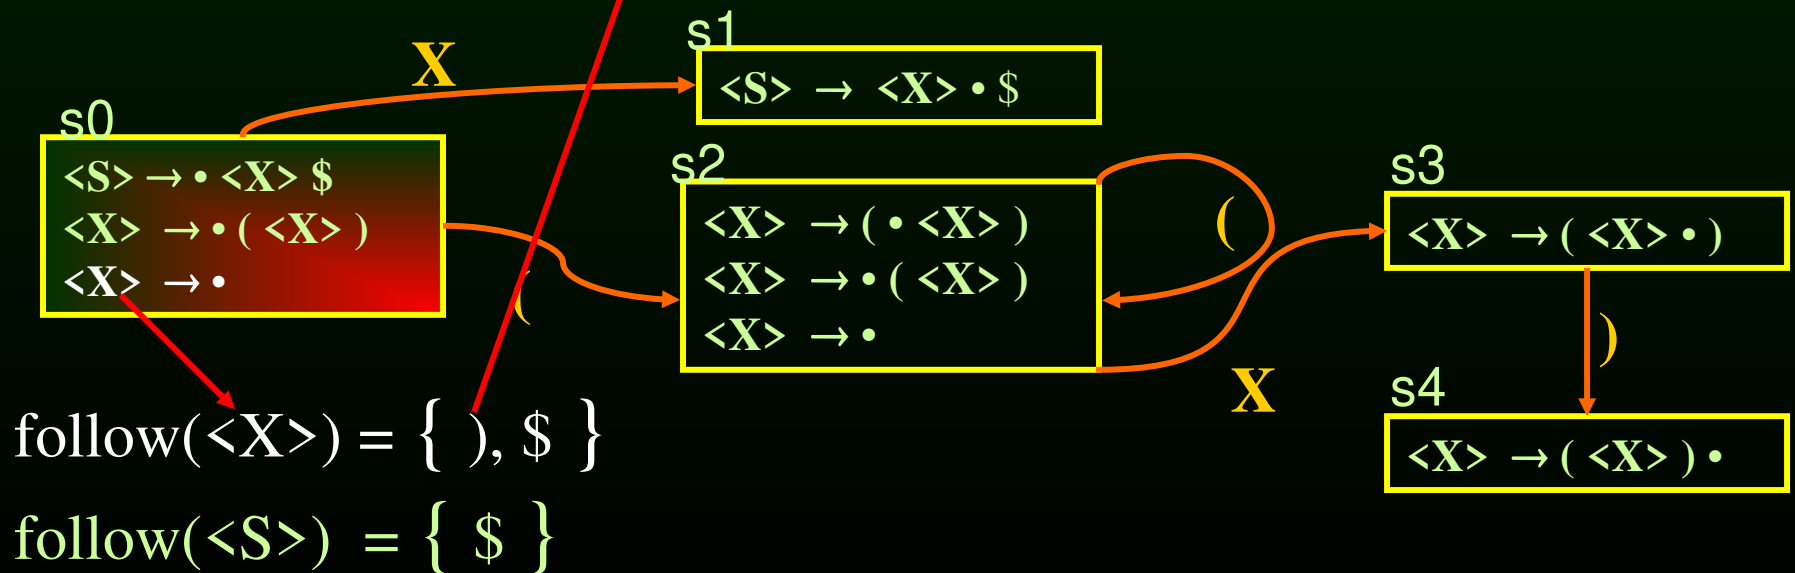 s0
<S> → • <X> $
<X> → • ( <X> )
<X> → •
X
s1
<S> → <X> • $
(
s2
<X> → ( • <X> )
<X> → • ( <X> )
<X> → •
(
X
s3
<X> → ( <X> • )
)
s4
<X> → ( <X> ) •
follow(<X>) = { ), $ }
follow(<S>) = { $ }